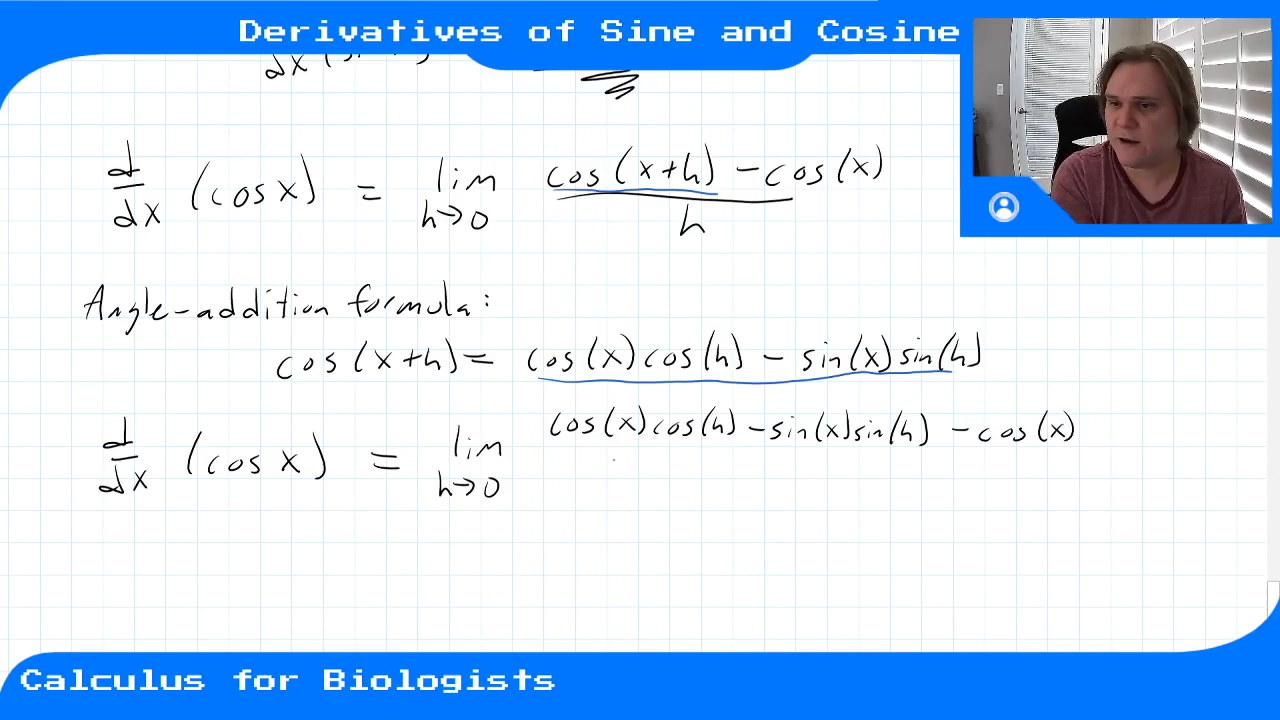 Derivatives of Sine and Cosine
d/dx (cos x) = lim h→0 (cos(x+h) - cos(x))/h
Angle-addition formula:
cos(x+h) = cos(x)cos(h) - sin(x)sin(h)
d/dx (cos x) = lim h→0 cos(x)cos(h) - sin(x)sin(h) - cos(x)
Calculus for Biologists